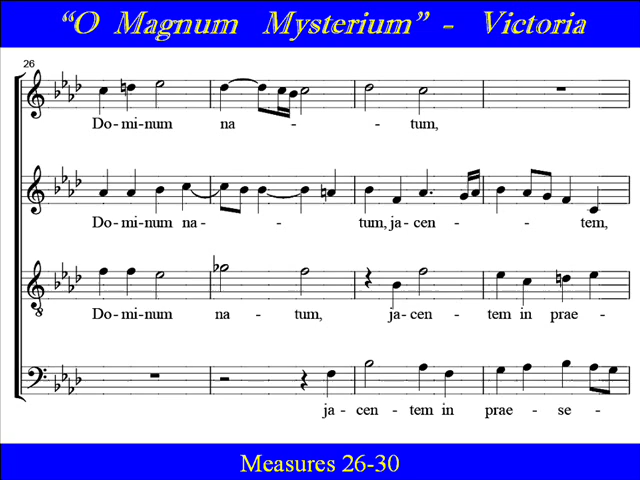 “O Magnum Mysterium” - Victoria
26
Do-mi-num na - - tum,
Do-mi-num na- - - tum, ja-cen - - tem,
8
Do-mi-num na - tum, ja-cen - tem in prae -
ja-cen - tem in prae - se -
Measures 26-30